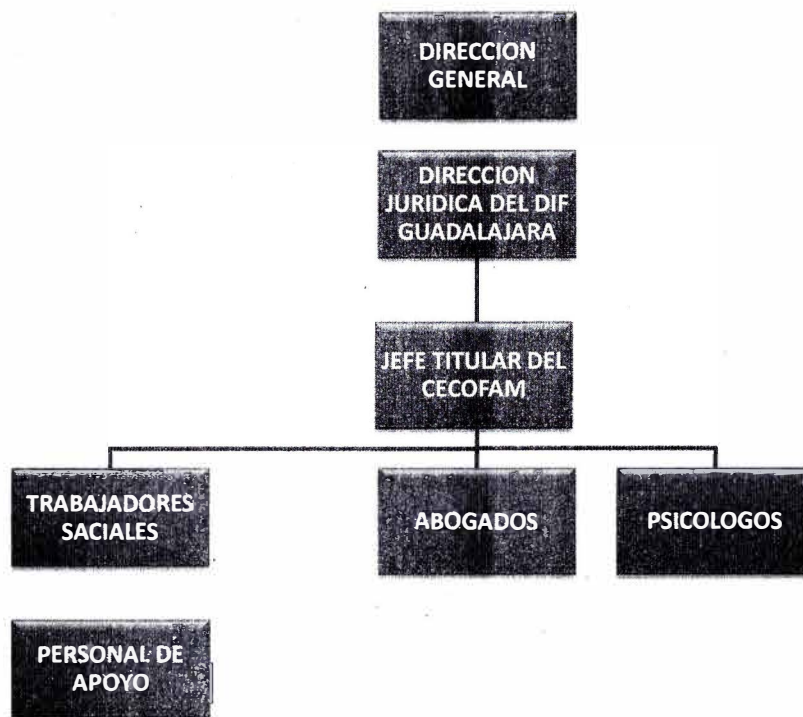 DIRECCION
GENERAL
DIRECCION
JURIDICA DEL DIF
GUADALAJARA
JEFE TITULAR DEL
CECOFAM
TRABAJADORES
SACIALES
ABOGADOS
PSICOLOGOS
PERSONAL DE
APOYO